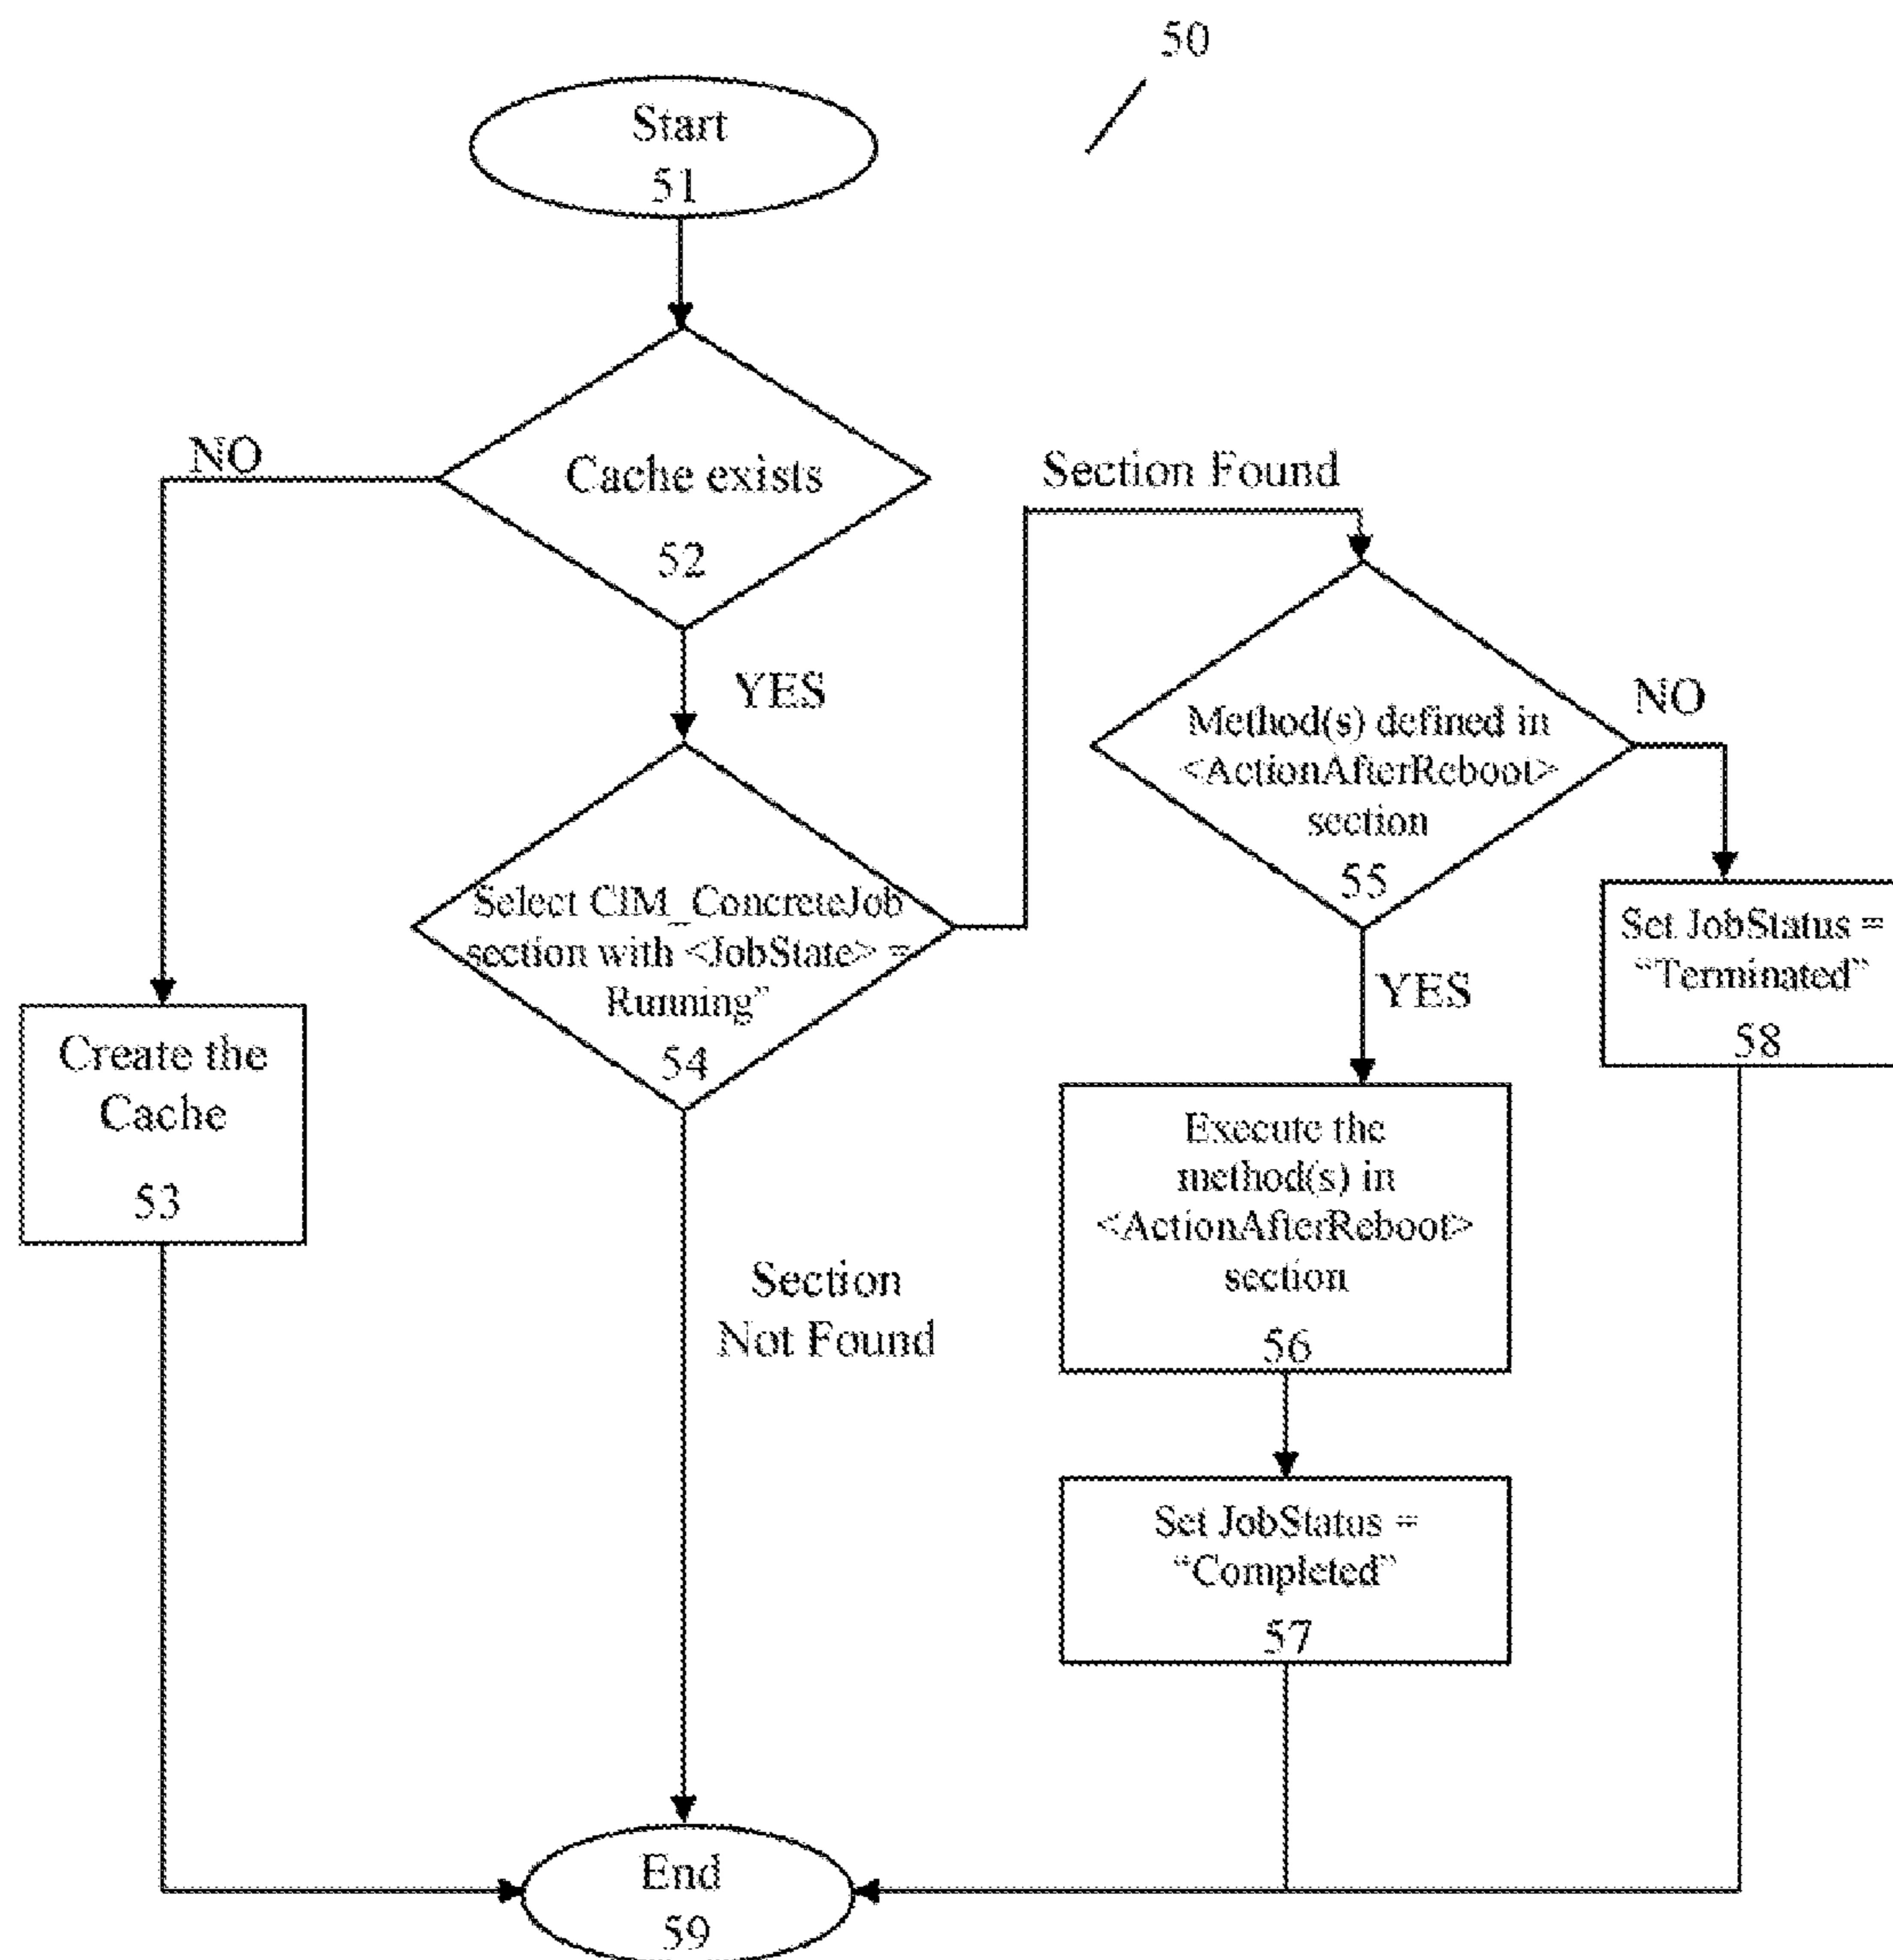 50
Start
51
NO
Cache exists
52
Section Found
YES
Method(s) defined in
<ActionAfterReboot>
section
55
NO
Select CIM_ConcreteJob
section with <JobState> =
Running”
54
Set JobStatus =
“Terminated”
58
YES
Create the
Cache
53
Execute the
method(s) in
<ActionAfterReboot>
section
56
Section
Not Found
Set JobStatus =
“Completed”
57
End
59